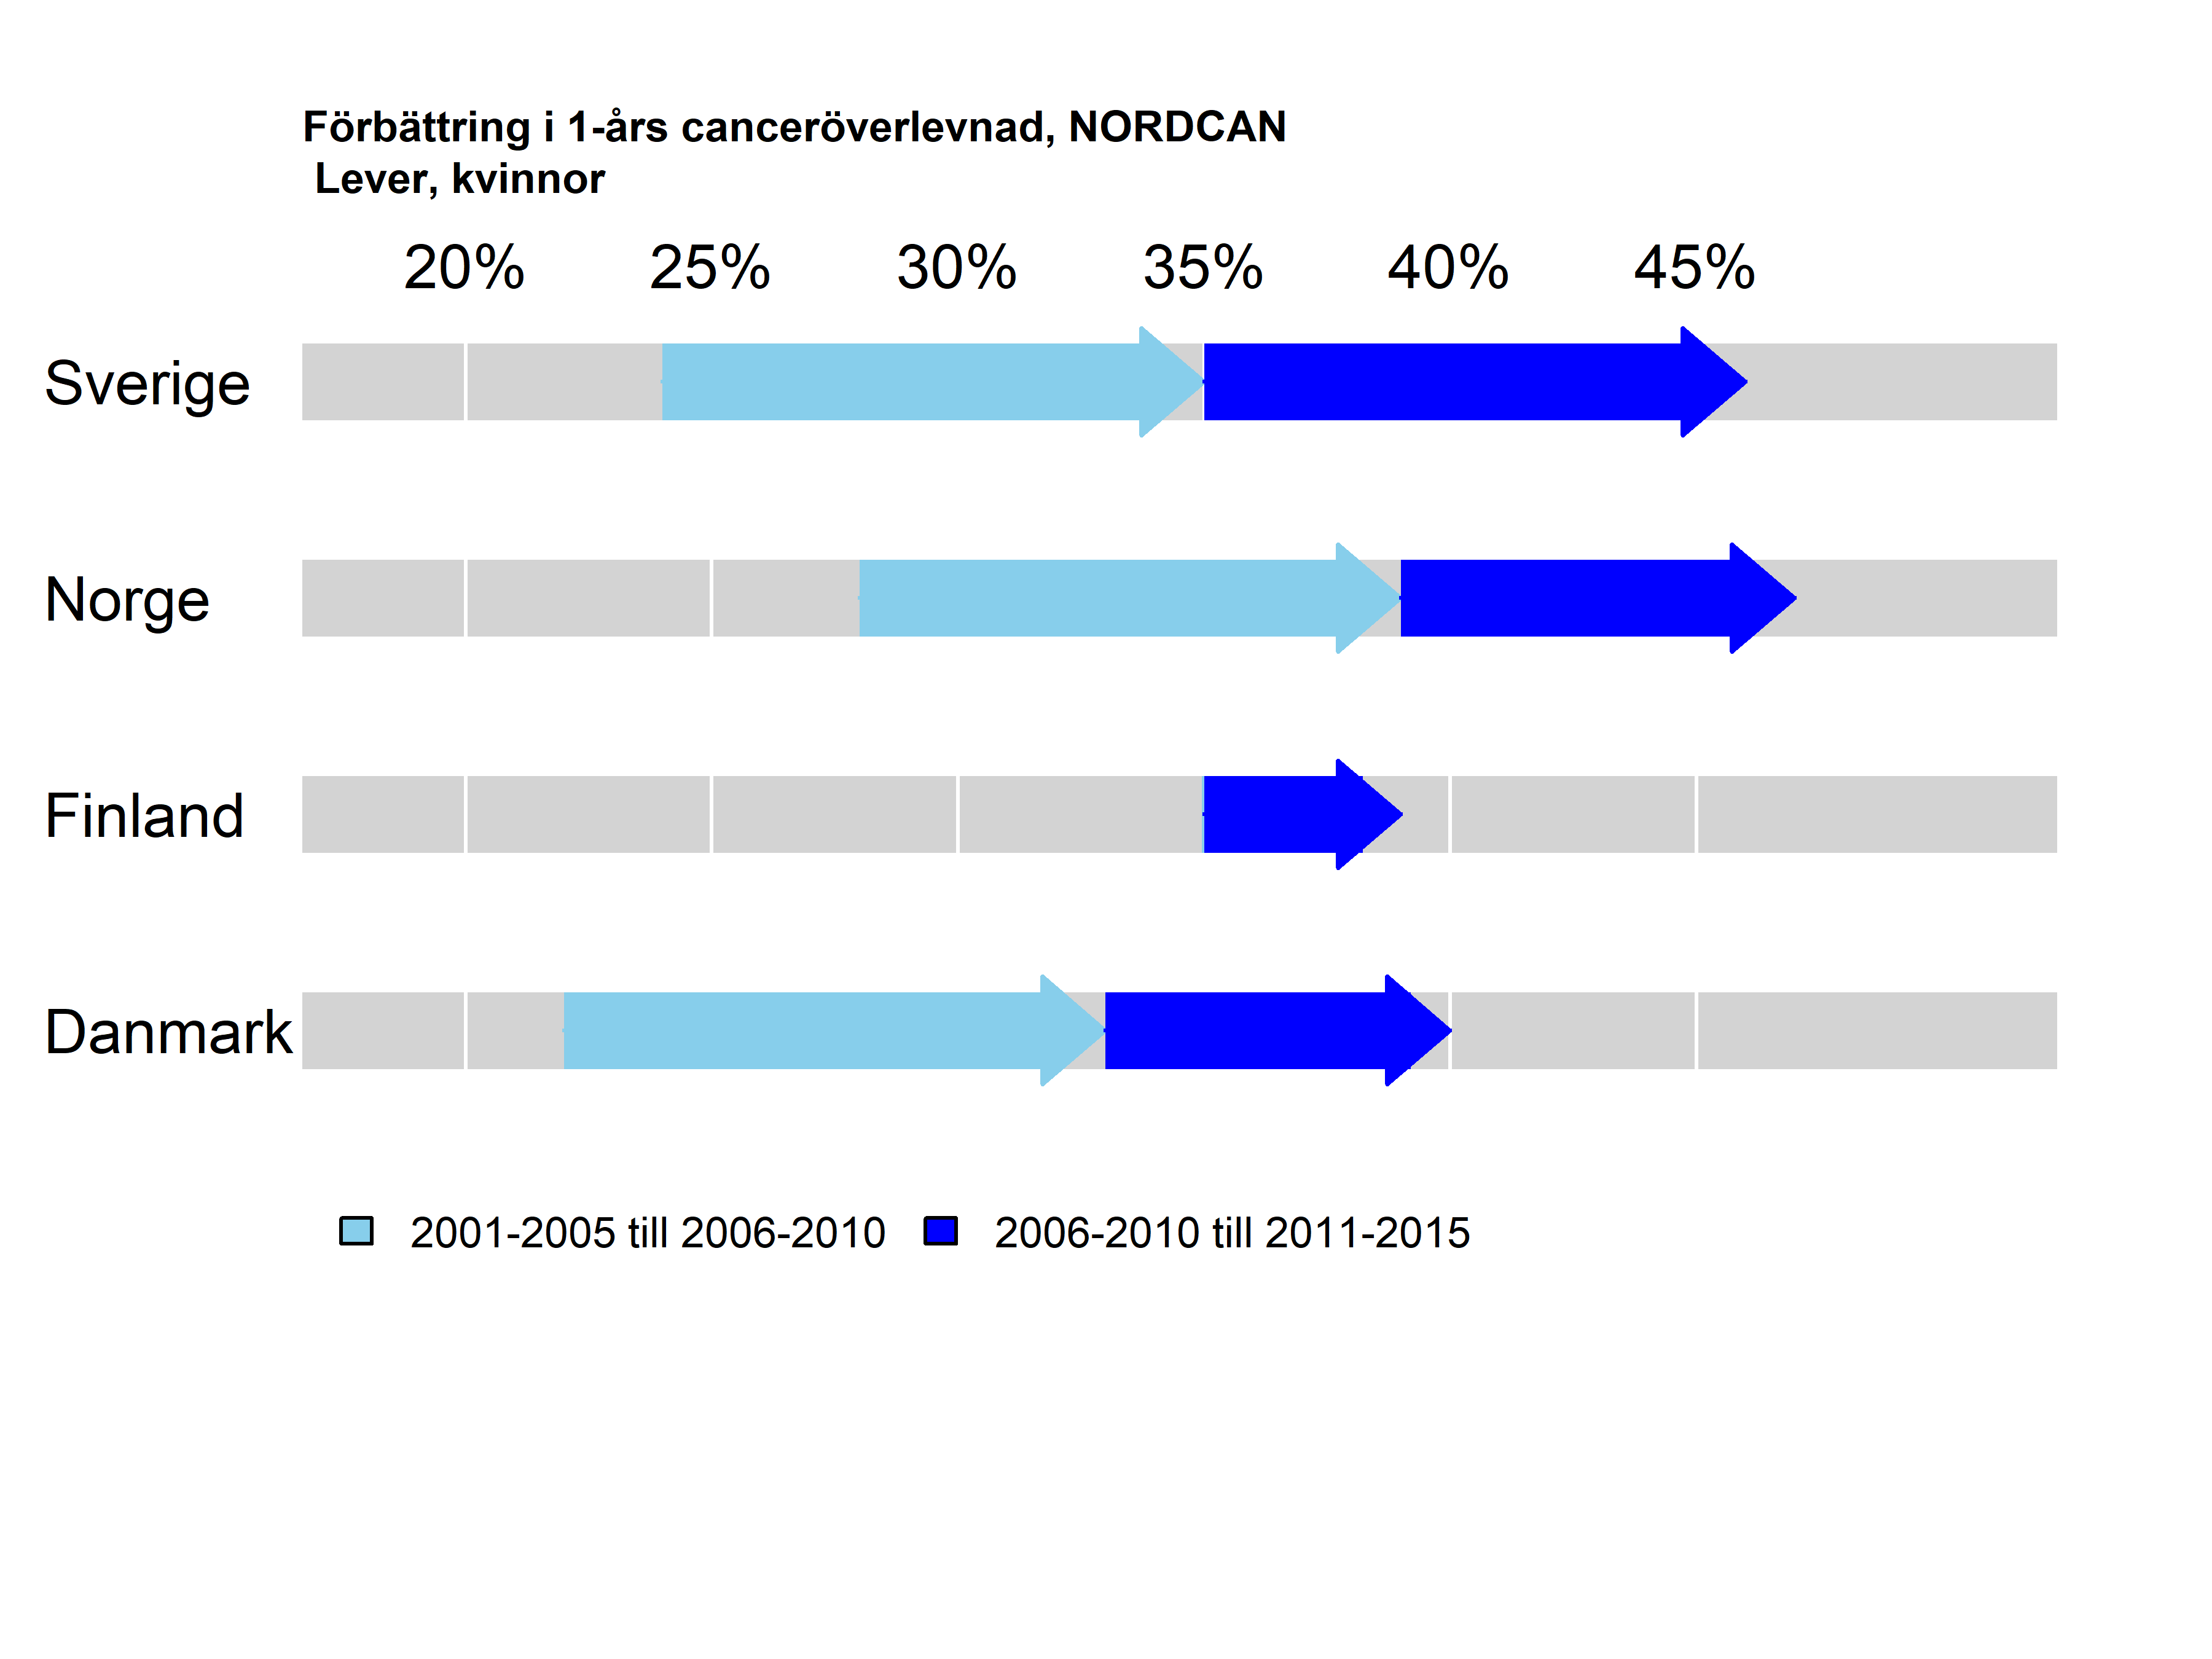 Förbättring i 1-års canceröverlevnad, NORDCAN
Lever, kvinnor
20% 25% 30% 35% 40% 45%
Sverige
Norge
Finland
Danmark
2001-2005 till 2006-2010 2006-2010 till 2011-2015